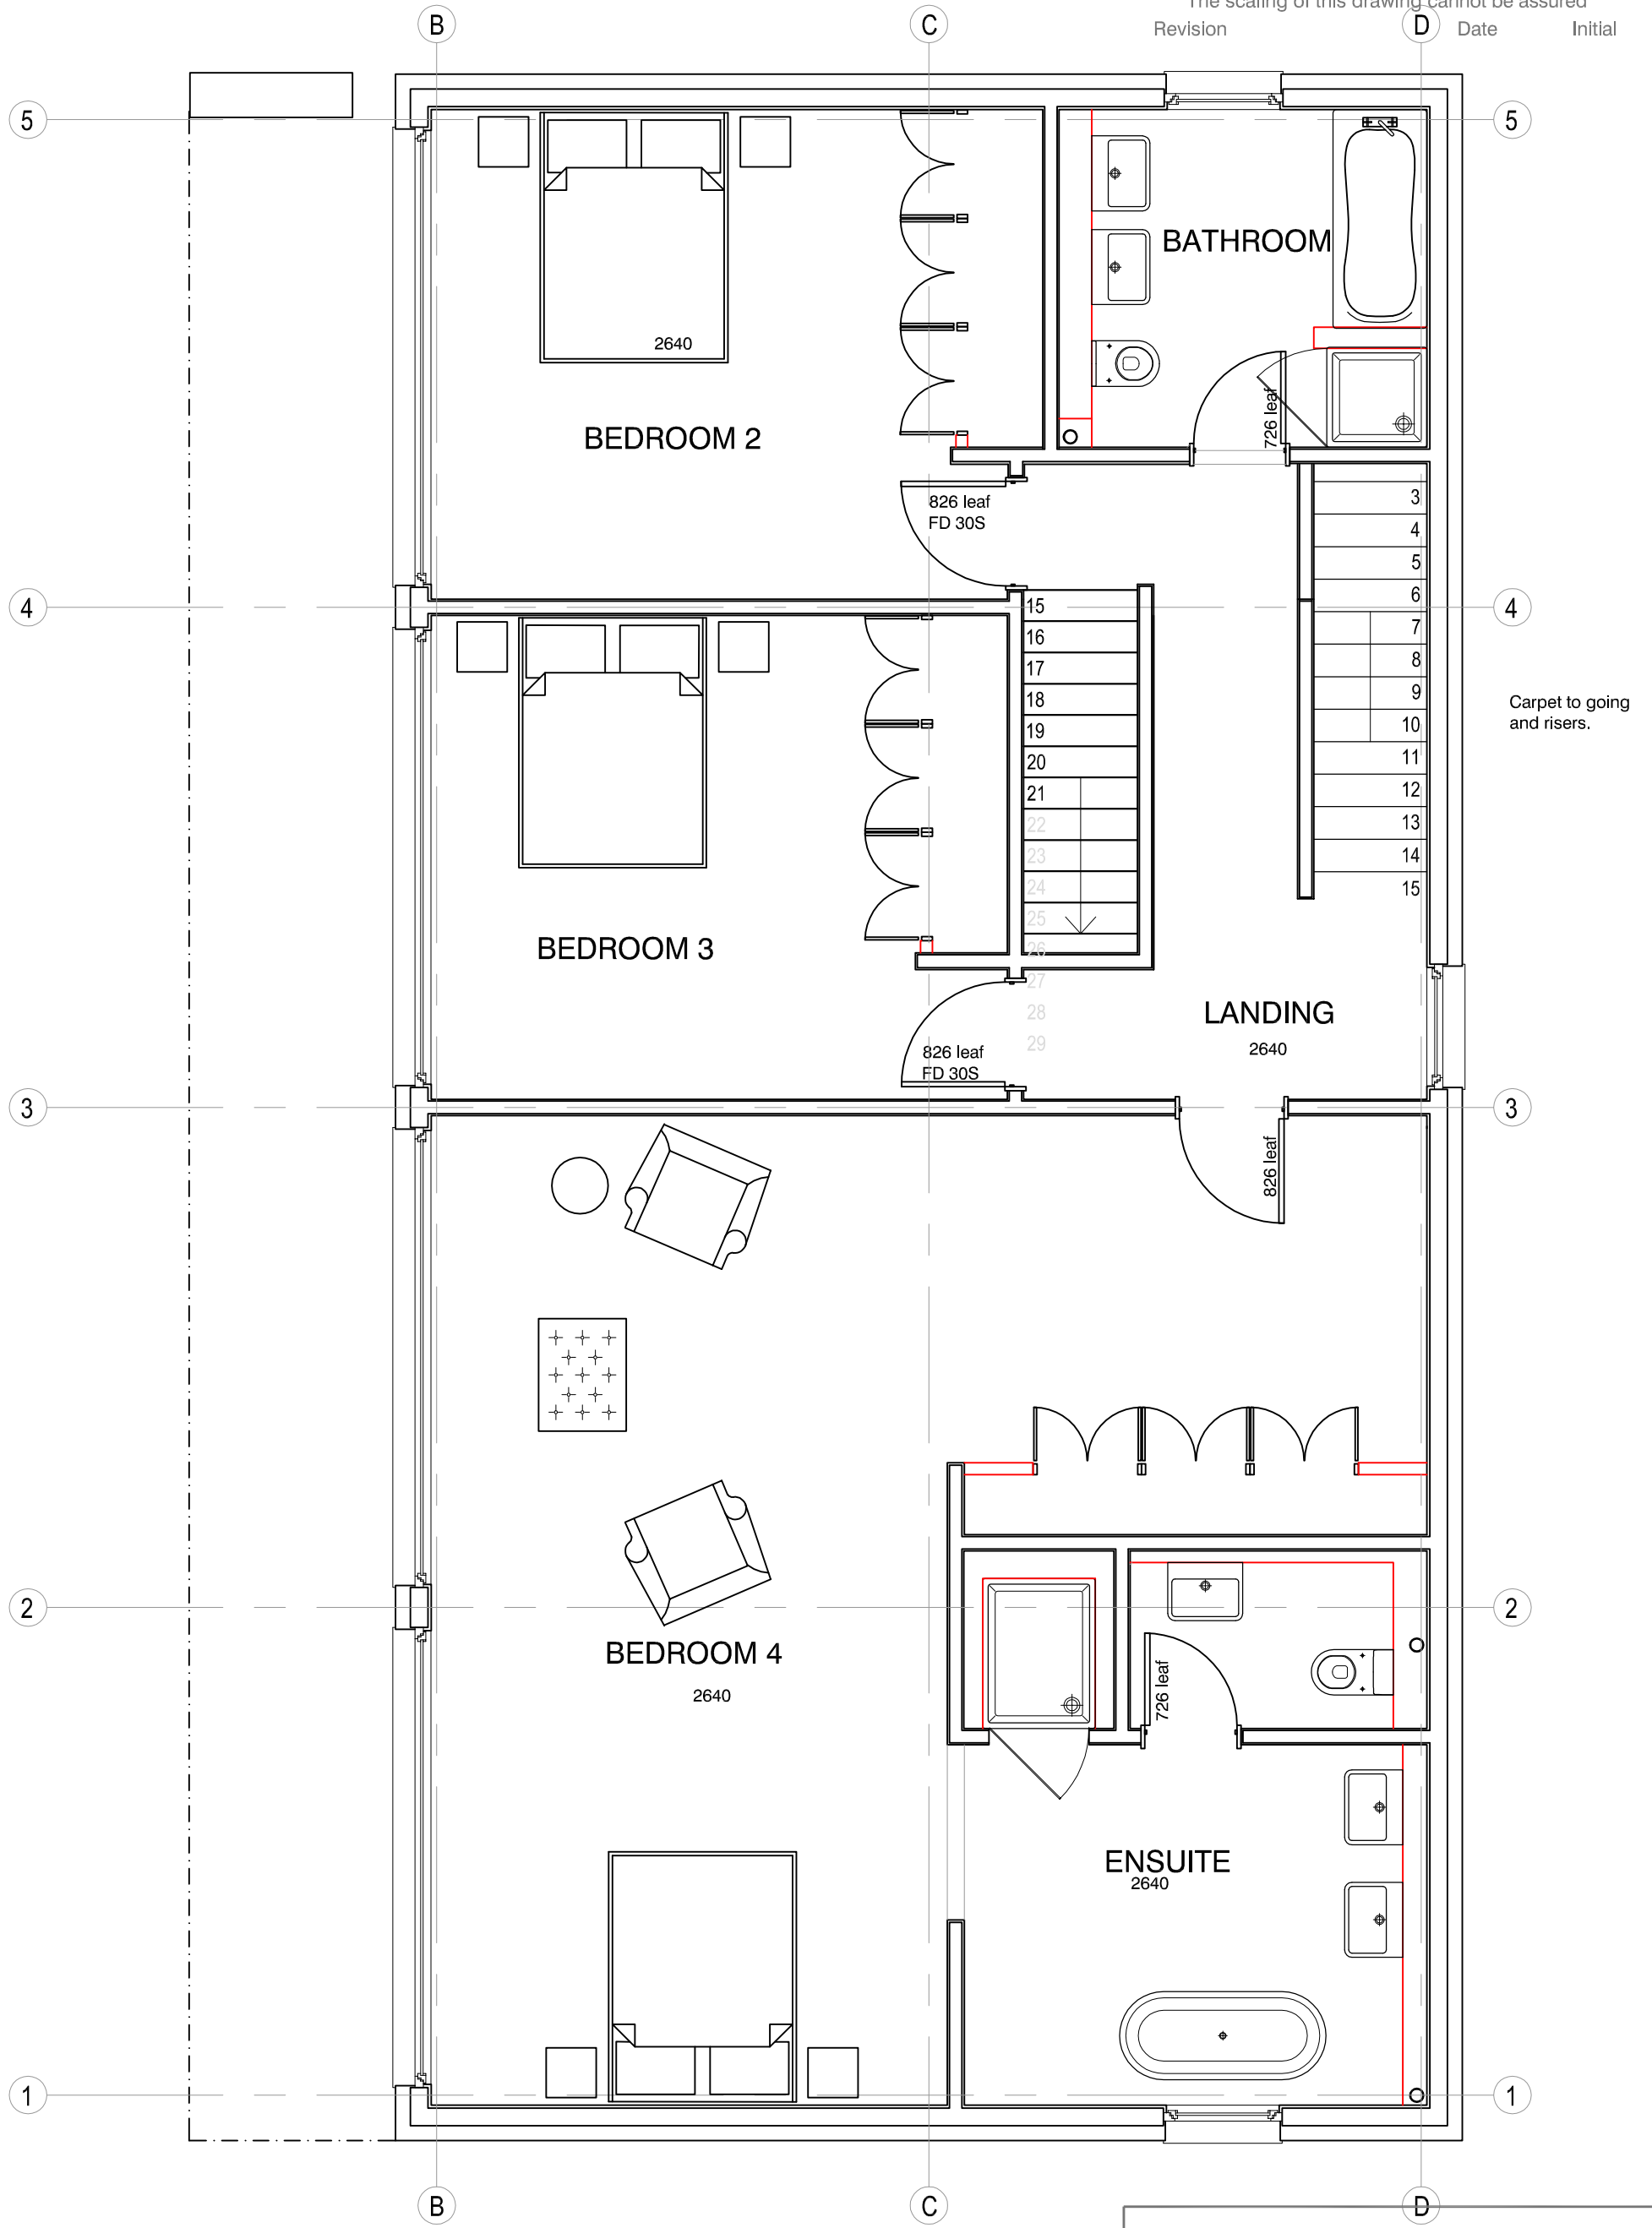 The scaling of this drawing cannot be assured
Revision Date Initial
B C D
5 5
BATHROOM
2640
726 leaf
BEDROOM 2
826 leaf
FD 30S
3
4
5
6
7
8
9
10
11
12
13
14
15
4 4
15
16
17
18
19
20
21
22
23
24
25
26
27
28
29
Carpet to going
and risers.
BEDROOM 3
LANDING
2640
826 leaf
FD 30S
3 3
826 leaf
2 2
BEDROOM 4
2640
726 leaf
ENSUITE
2640
1 1
B C D